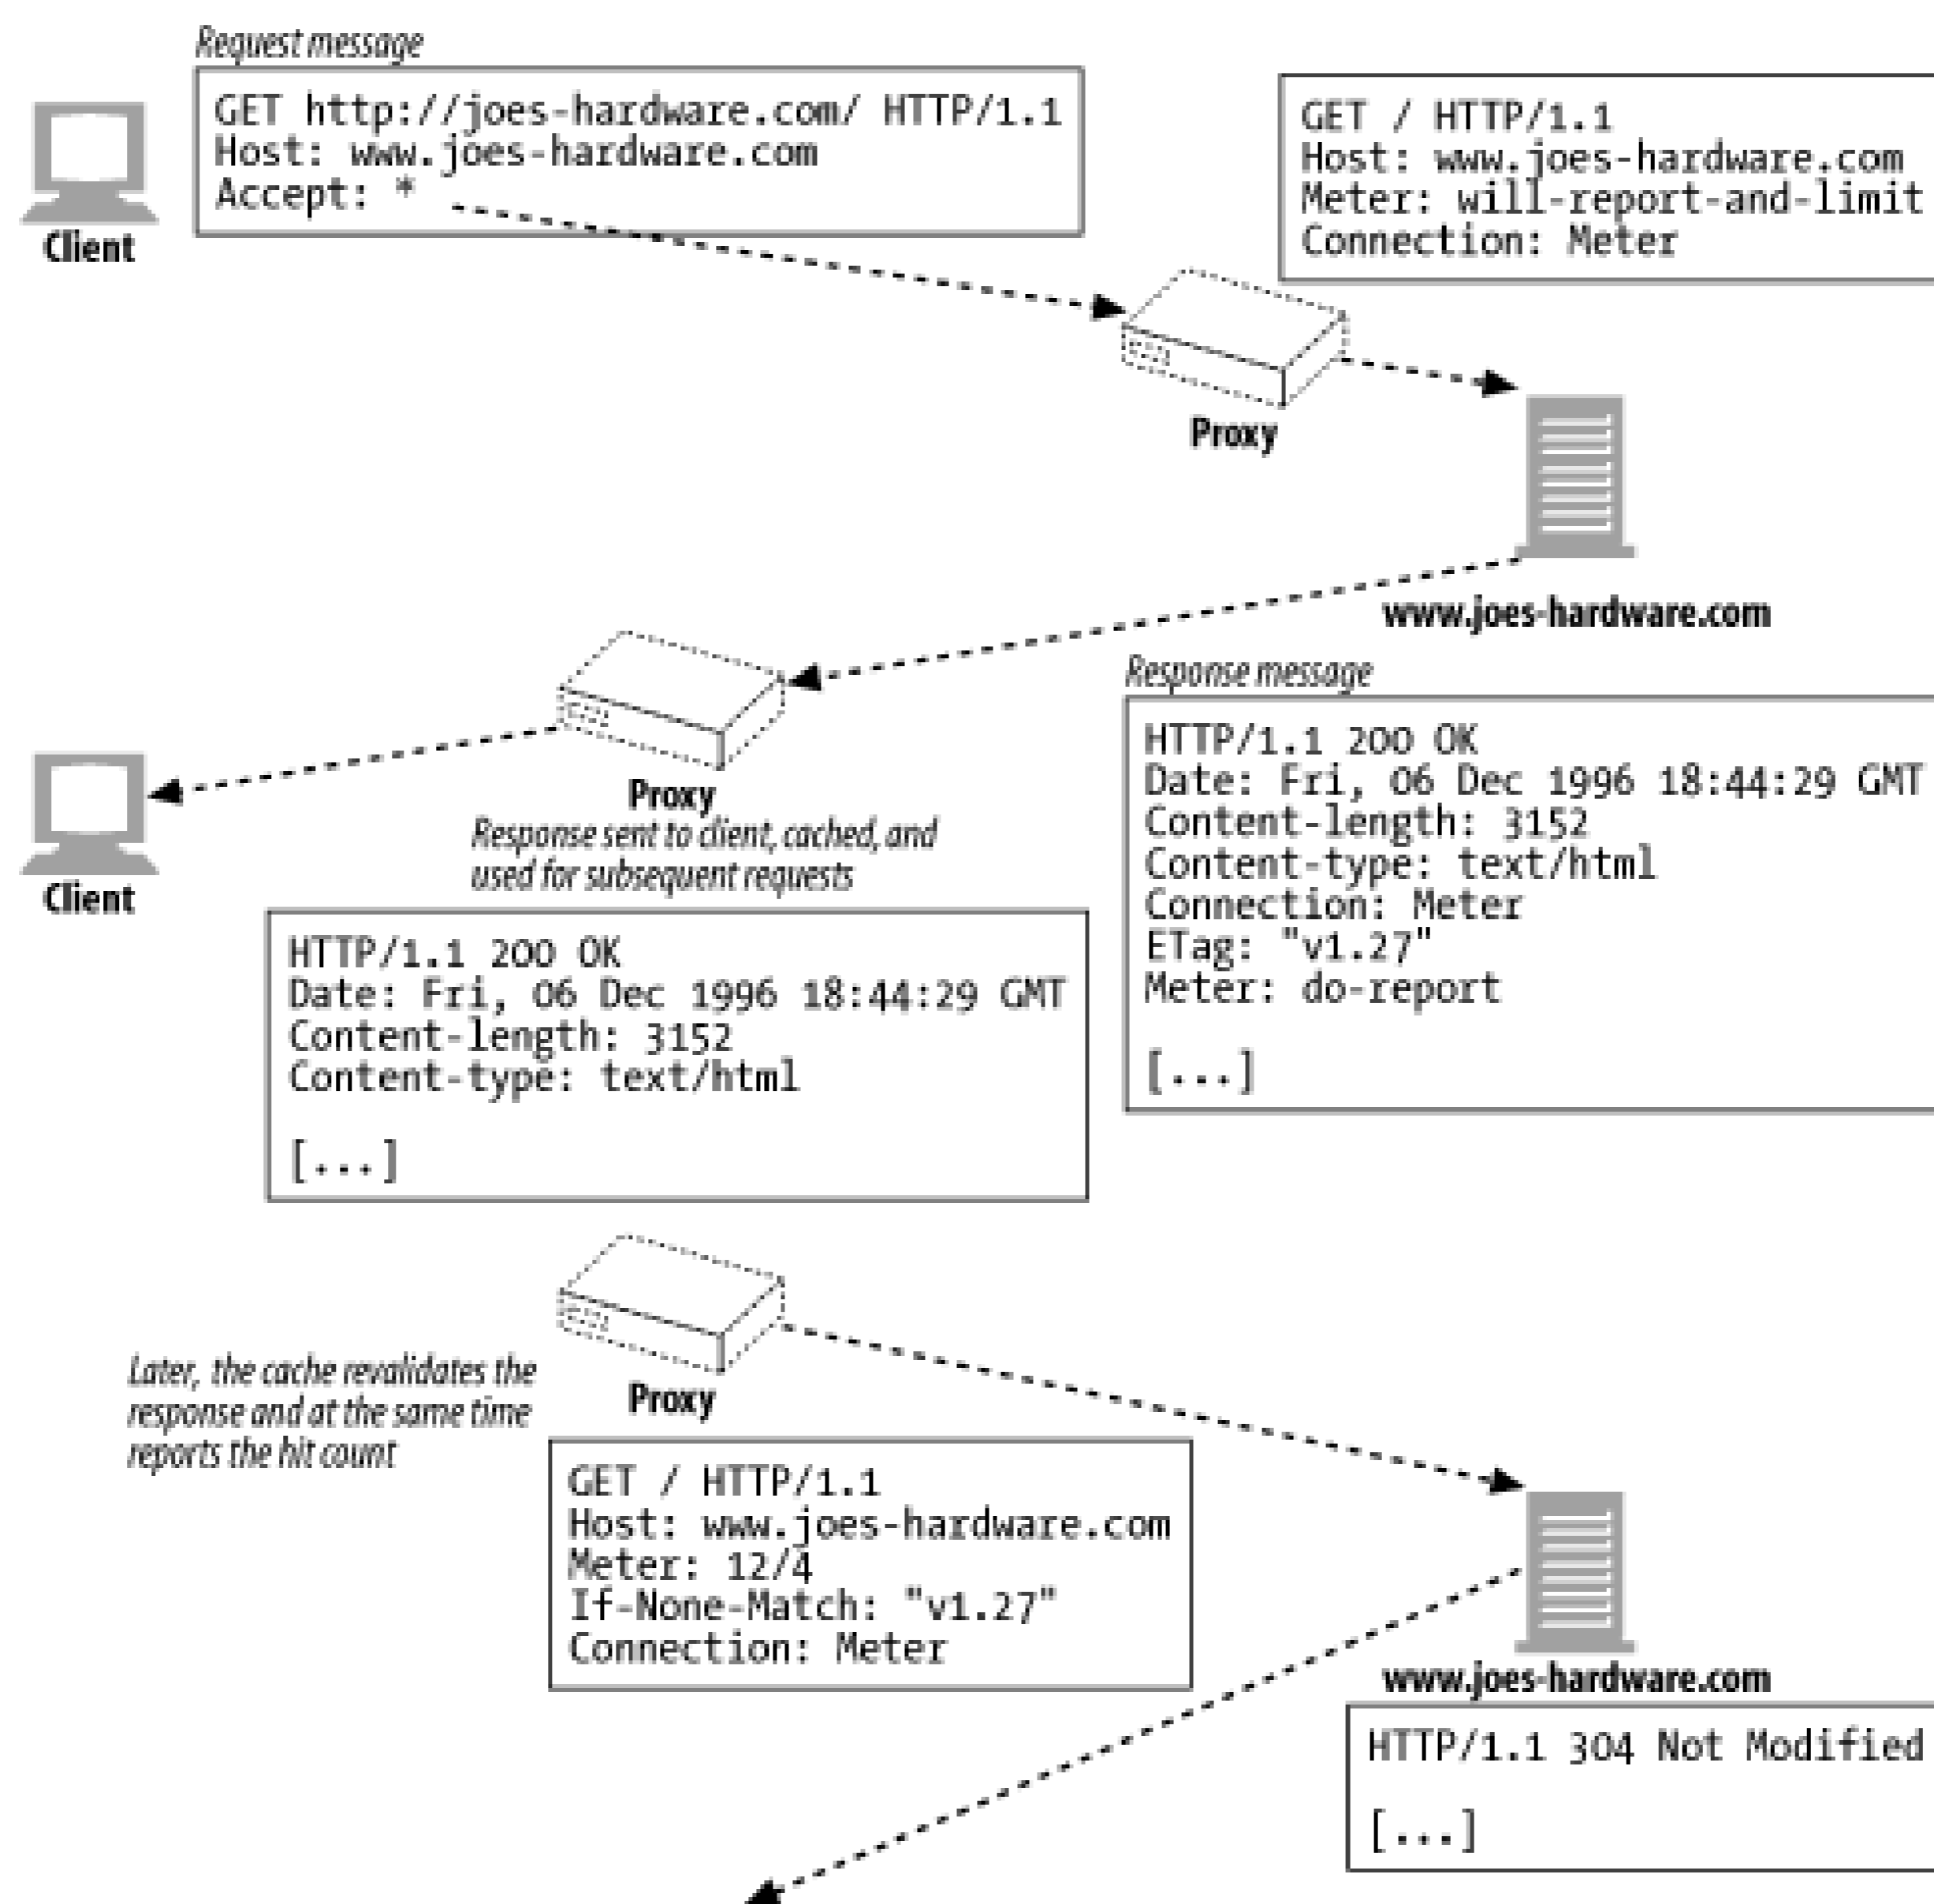 Request message
GET http://joes-hardware.com/ HTTP/1.1
Host: www.joes-hardware.com
Accept: *
Client
GET / HTTP/1.1
Host: www.joes-hardware.com
Meter: will-report-and-limit
Connection: Meter
Proxy
www.joes-hardware.com
Response message
HTTP/1.1 200 OK
Date: Fri, 06 Dec 1996 18:44:29 GMT
Content-length: 3152
Content-type: text/html
Connection: Meter
ETag: "v1.27"
Meter: do-report
[...]
Proxy
Response sent to client, cached, and
used for subsequent requests
Client
HTTP/1.1 200 OK
Date: Fri, 06 Dec 1996 18:44:29 GMT
Content-length: 3152
Content-type: text/html
[...]
Proxy
Later, the cache revalidates the
response and at the same time
reports the hit count
GET / HTTP/1.1
Host: www.joes-hardware.com
Meter: 12/4
If-None-Match: "v1.27"
Connection: Meter
www.joes-hardware.com
HTTP/1.1 304 Not Modified
[...]